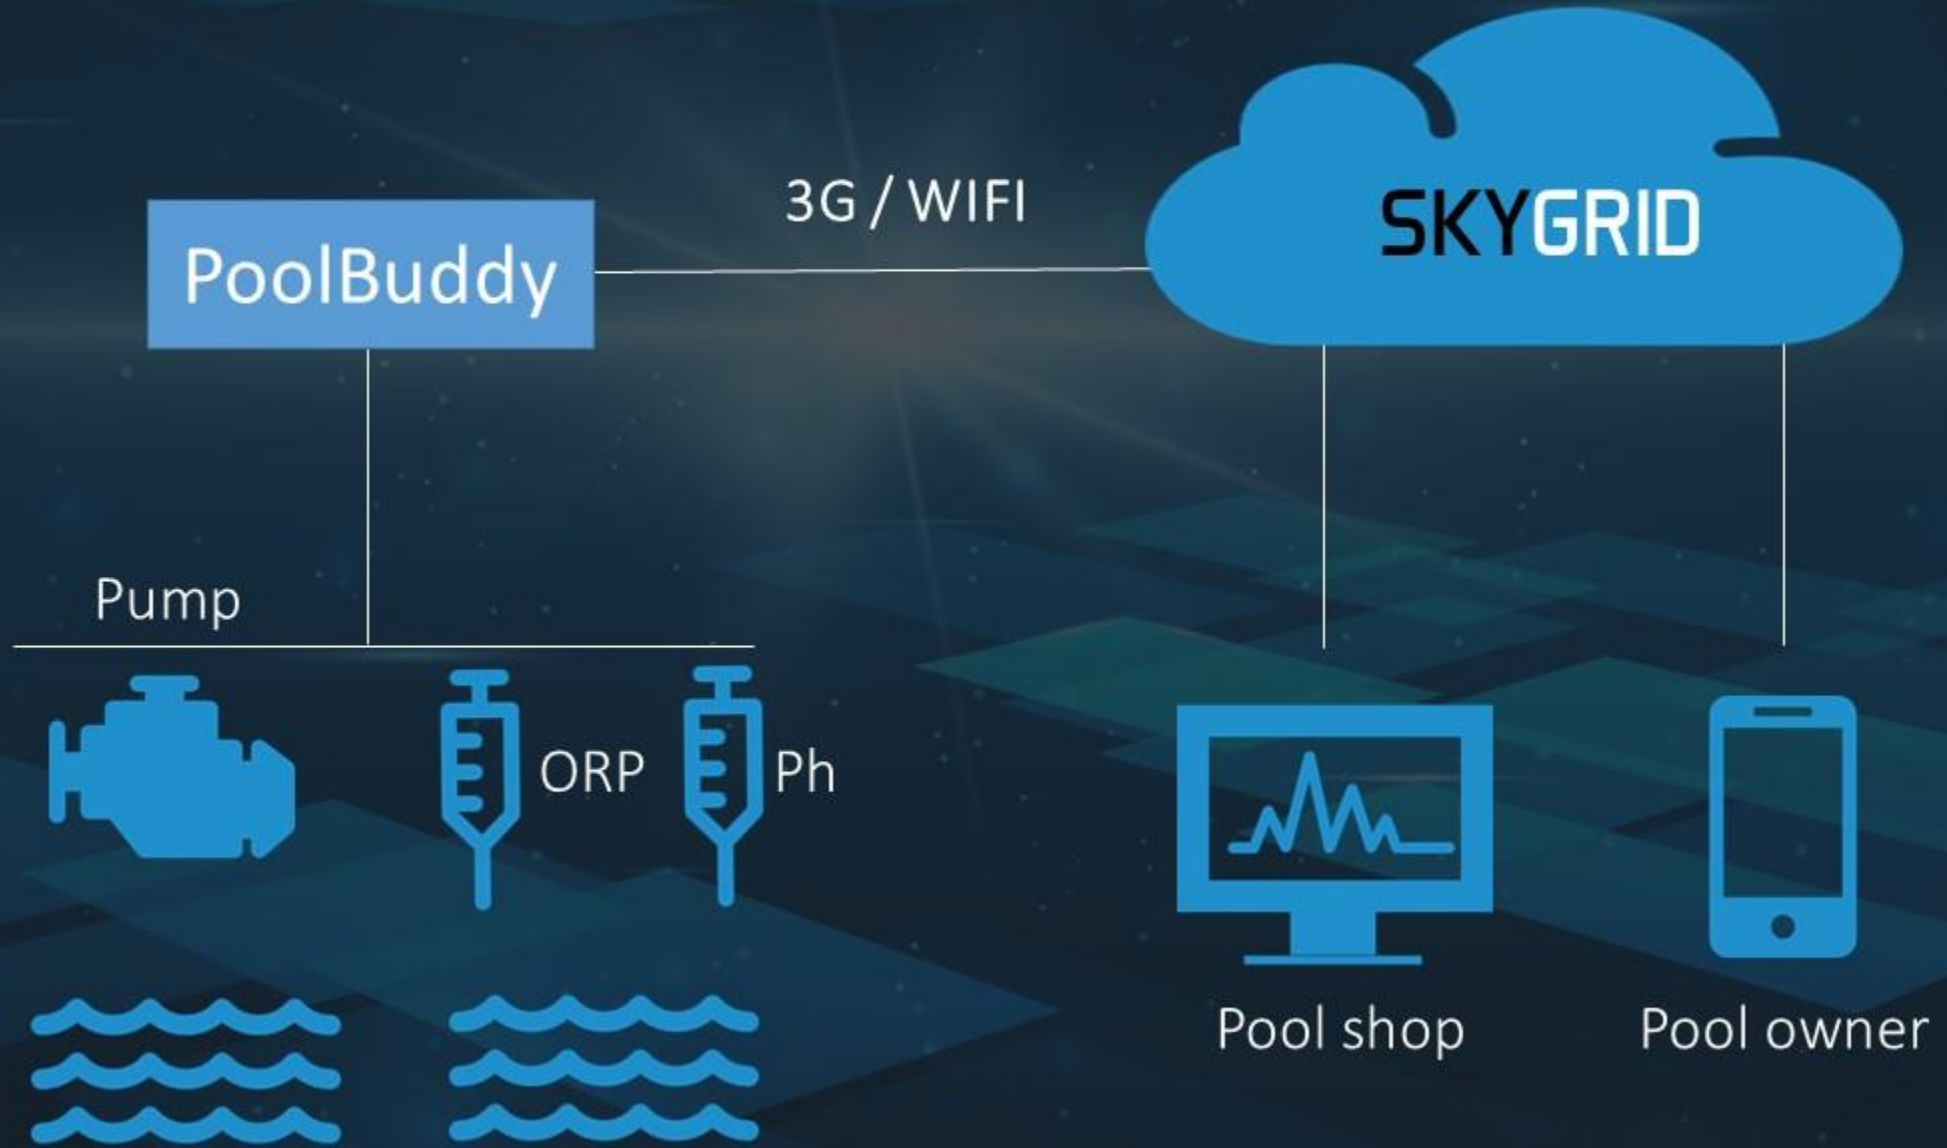 3G / WIFI
SKYGRID
PoolBuddy
Pump
ORP
Ph
Pool shop
Pool owner